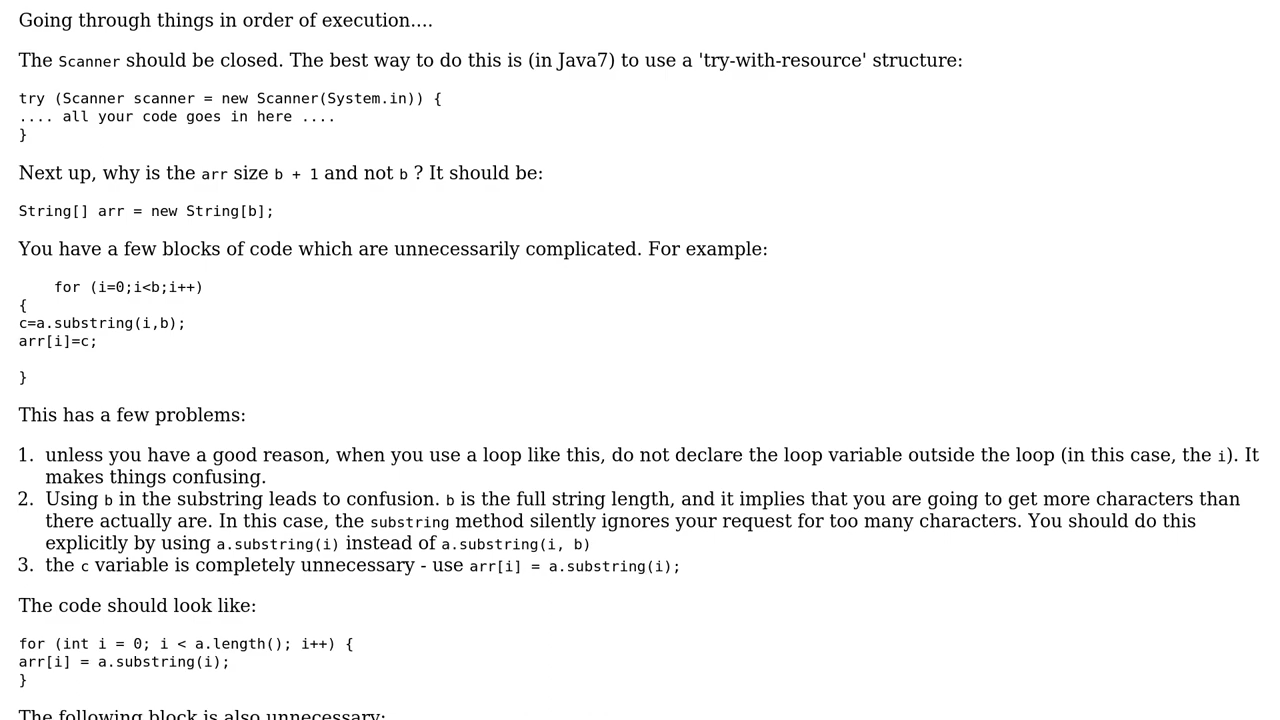 Going through things in order of execution....
The Scanner should be closed. The best way to do this is (in Java7) to use a 'try-with-resource' structure:
try (Scanner scanner = new Scanner(System.in)) {
.... all your code goes in here ....
}
Next up, why is the arr size b + 1 and not b ? It should be:
String[] arr = new String[b];
You have a few blocks of code which are unnecessarily complicated. For example:
    for (i=0;i<b;i++)
{
c=a.substring(i,b);
arr[i]=c;
}
This has a few problems:
1. unless you have a good reason, when you use a loop like this, do not declare the loop variable outside the loop (in this case, the i). It
makes things confusing.
2. Using b in the substring leads to confusion. b is the full string length, and it implies that you are going to get more characters than
there actually are. In this case, the substring method silently ignores your request for too many characters. You should do this
explicitly by using a.substring(i) instead of a.substring(i, b)
3. the c variable is completely unnecessary - use arr[i] = a.substring(i);
The code should look like:
for (int i = 0; i < a.length(); i++) {
arr[i] = a.substring(i);
}
The following block is also unnecessary: